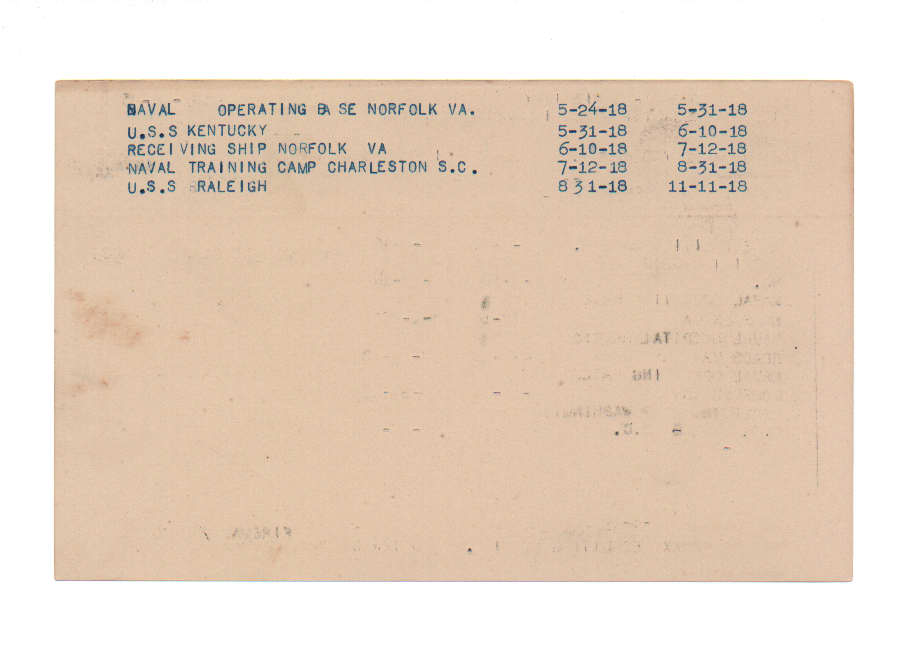 NAVAL OPERATING BASE NORFOLK VA. 5-24-18 5-31-18
U.S.S KENTUCKY 5-31-18 6-10-18
RECEIVING SHIP NORFOLK VA 6-10-18 7-12-18
NAVAL TRAINING CAMP CHARLESTON S.C. 7-12-18 8-31-18
U.S.S RALEIGH 8 31-18 11-11-18